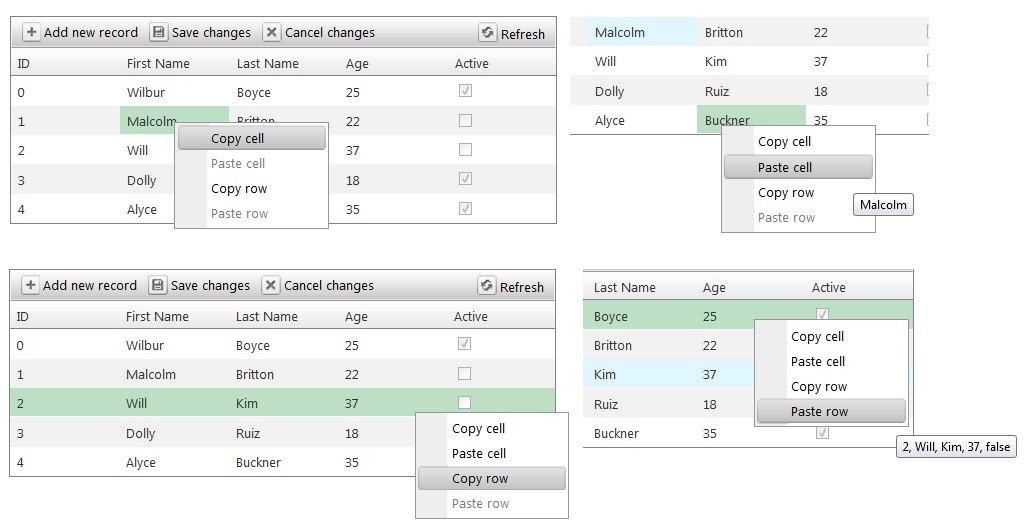 Add new record Save changes Cancel changes Refresh
ID First Name Last Name Age Active
0 Wilbur Boyce 25
1 Malcolm Britton 22
Copy cell
2 Will 37
Paste cell
3 Dolly 18
Copy row
4 Alyce 35
Paste row
Malcolm Britton 22
Will Kim 37
Dolly Ruiz 18
Alyce Buckner 35
Copy cell
Paste cell
Copy row
Malcolm
Paste row
Add new record Save changes Cancel changes Refresh
ID First Name Last Name Age Active
0 Wilbur Boyce 25
1 Malcolm Britton 22
2 Will Kim 37
3 Dolly Ruiz 18
4 Alyce Buckner 35
Copy cell
Paste cell
Copy row
Paste row
Last Name Age Active
Boyce 25
Britton 22
Kim 37
Ruiz 18
Buckner 35
Copy cell
Paste cell
Copy row
Paste row
2, Will, Kim, 37, false